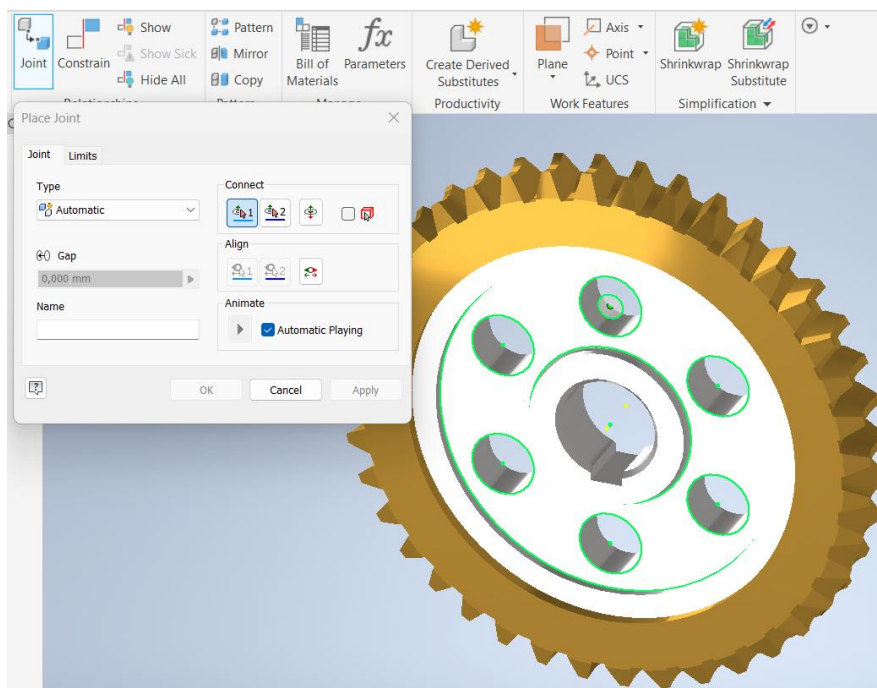 Joint
Constrain
Show
Show Sick
Hide All
Pattern
Mirror
Copy
Bill of
Materials
fx
Parameters
Create Derived
Substitutes
Plane
Axis
Point
UCS
Shrinkwrap
Shrinkwrap
Substitute
Productivity
Work Features
Simplification
Place Joint
Joint
Limits
Type
Automatic
Gap
0,000 mm
Name
Connect
1
2
Align
1
2
Animate
Automatic Playing
?
OK
Cancel
Apply